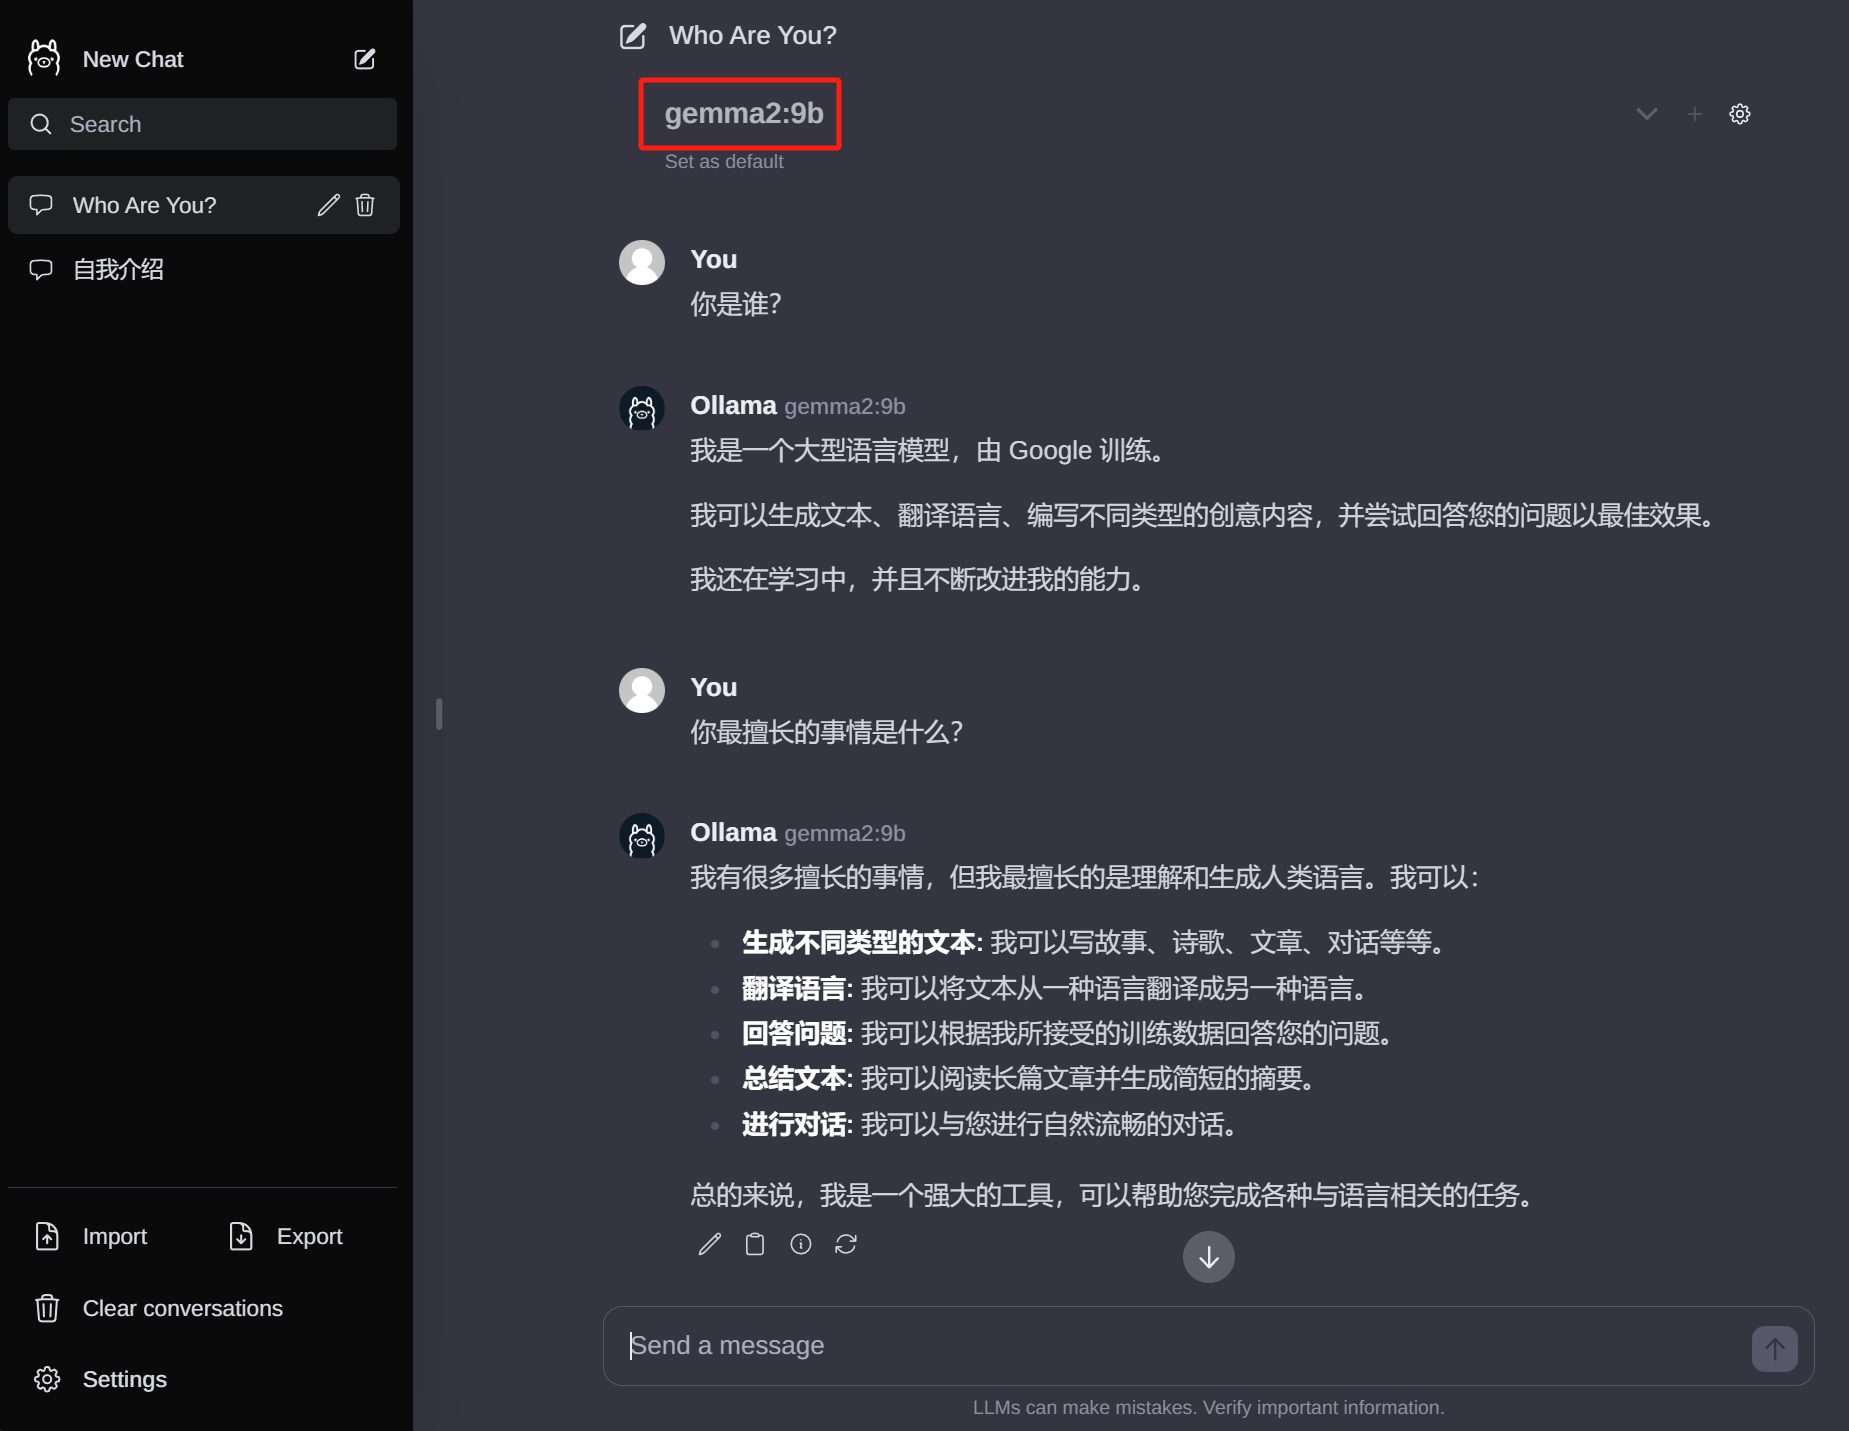 New Chat
Search
Who Are You?
自我介绍
Import
Export
Clear conversations
Settings
Who Are You?
gemma2:9b
Set as default
You
你是谁？
Ollama gemma2:9b
我是一个大型语言模型，由 Google 训练。
我可以生成文本、翻译语言、编写不同类型的创意内容，并尝试回答您的问题以最佳效果。
我还在学习中，并且不断改进我的能力。
You
你最擅长的事情是什么？
Ollama gemma2:9b
我有很多擅长的事情，但我最擅长的是理解和生成人类语言。我可以：
生成不同类型的文本: 我可以写故事、诗歌、文章、对话等等。
翻译语言: 我可以将文本从一种语言翻译成另一种语言。
回答问题: 我可以根据我所接受的训练数据回答您的问题。
总结文本: 我可以阅读长篇文章并生成简短的摘要。
进行对话: 我可以与您进行自然流畅的对话。
总的来说，我是一个强大的工具，可以帮助您完成各种与语言相关的任务。
Send a message
LLMs can make mistakes. Verify important information.